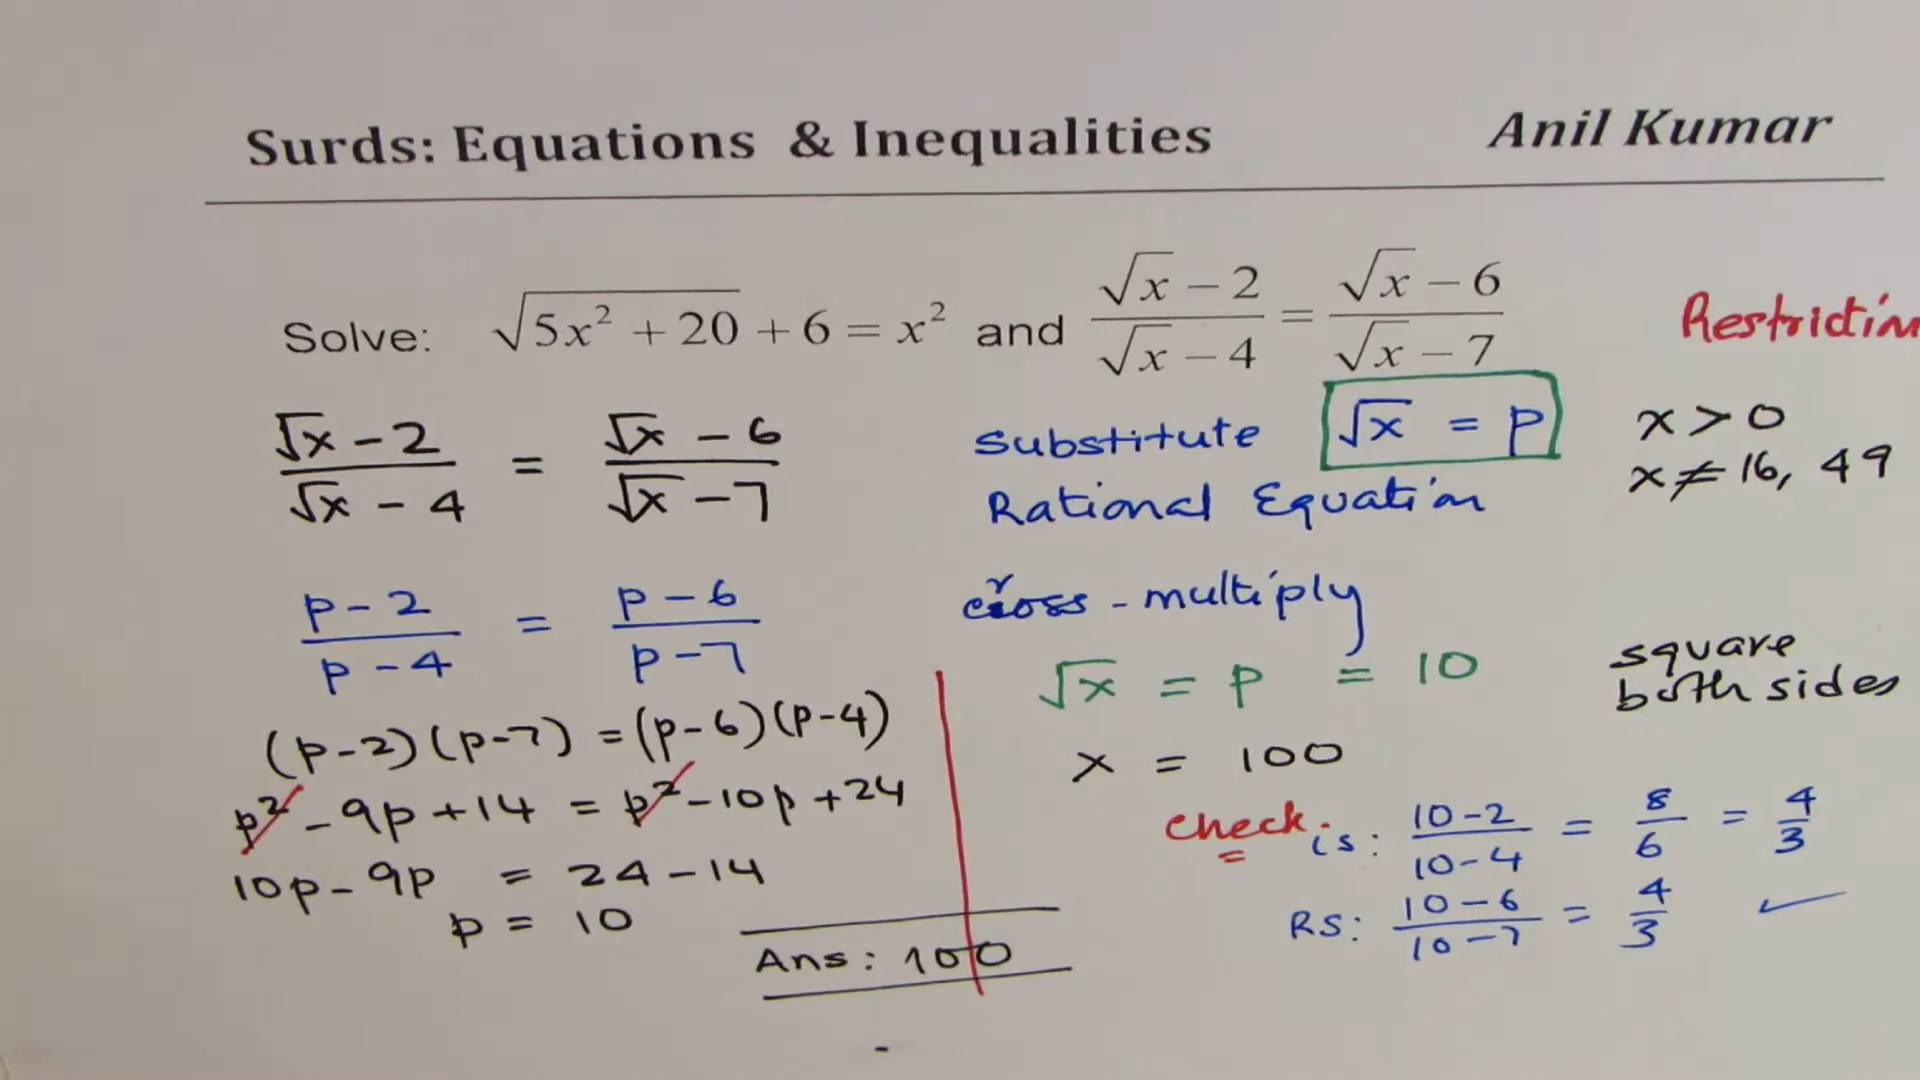 Surds: Equations & Inequalities Anil Kumar
Solve: √(5x² + 20) + 6 = x² and (√x − 2)/(√x − 4) = (√x − 6)/(√x − 7)
Restriction
(√x − 2)/(√x − 4) = (√x − 6)/(√x − 7)
Substitute √x = p
x > 0
Rational Equation
x ≠ 16, 49
(p − 2)/(p − 4) = (p − 6)/(p − 7)
cross - multiply
(p − 2)(p − 7) = (p − 6)(p − 4)
p² − 9p + 14 = p² − 10p + 24
10p − 9p = 24 − 14
p = 10
Ans: 100
√x = p = 10
square
both sides
x = 100
check : is: (10 − 2)/(10 − 4) = 8/6 = 4/3
RS: (10 − 6)/(10 − 7) = 4/3 ✓